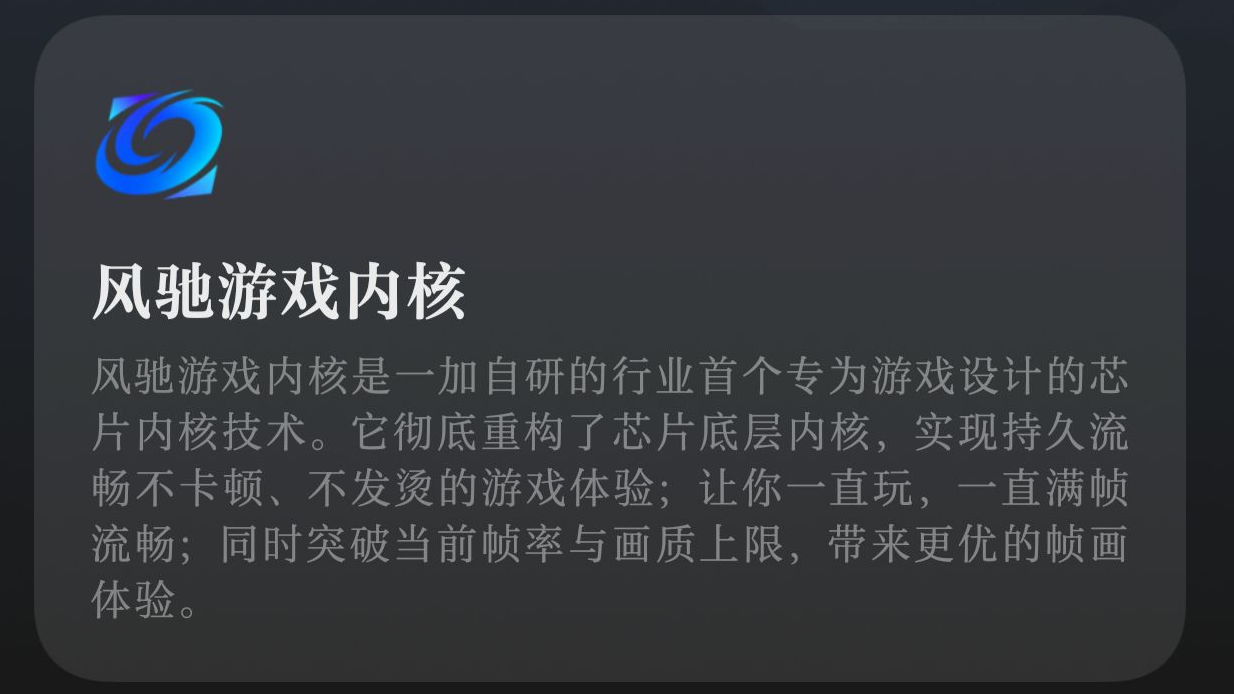 风驰游戏内核
风驰游戏内核是一加自研的行业首个专为游戏设计的芯
片内核技术。它彻底重构了芯片底层内核，实现持久流
畅不卡顿、不发烫的游戏体验；让你一直玩，一直满帧
流畅；同时突破当前帧率与画质上限，带来更优的帧画
体验。